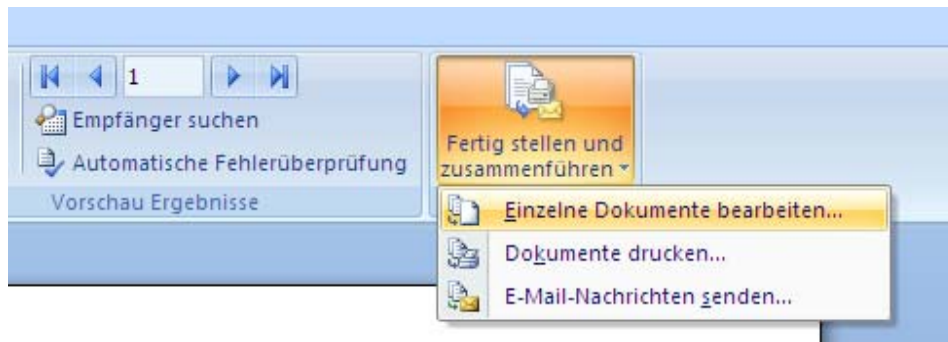 1
Empfänger suchen
Automatische Fehlerüberprüfung
Vorschau Ergebnisse
Fertig stellen und
zusammenführen
Einzelne Dokumente bearbeiten...
Dokumente drucken...
E-Mail-Nachrichten senden...